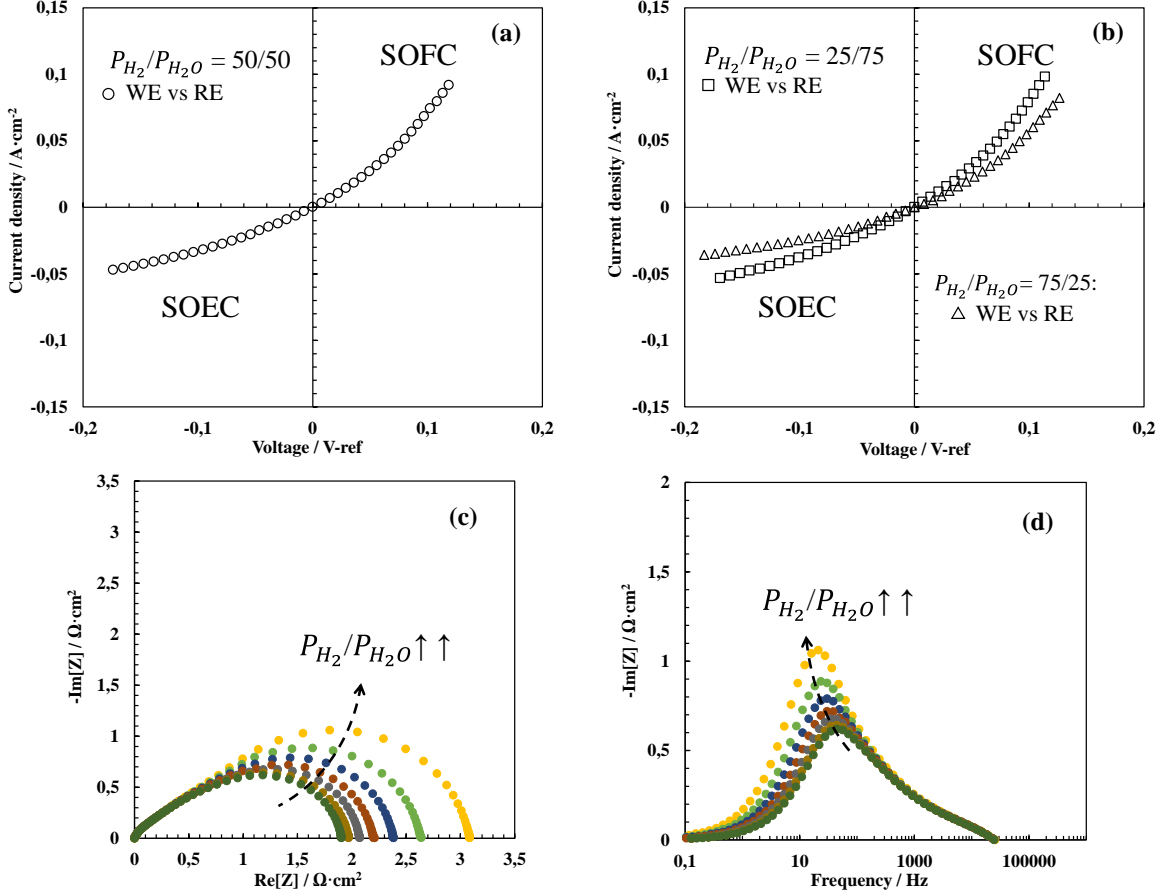 (a)
SOFC
P_{H_2}/P_{H_2O} = 50/50
○ WE vs RE
SOEC
0,15
0,1
0,05
0
-0,05
-0,1
-0,15
-0,2
-0,1
0
0,1
0,2
Current density / A·cm⁻²
Voltage / V-ref
(b)
SOFC
P_{H_2}/P_{H_2O} = 25/75
□ WE vs RE
P_{H_2}/P_{H_2O} = 75/25:
△ WE vs RE
SOEC
0,15
0,1
0,05
0
-0,05
-0,1
-0,15
-0,2
-0,1
0
0,1
0,2
Current density / A·cm⁻²
Voltage / V-ref
(c)
P_{H_2}/P_{H_2O} ↑ ↑
3,5
3
2,5
2
1,5
1
0,5
0
0
0,5
1
1,5
2
2,5
3
3,5
-Im[Z] / Ω·cm²
Re[Z] / Ω·cm²
(d)
P_{H_2}/P_{H_2O} ↑ ↑
2
1,5
1
0,5
0
0,1
10
1000
100000
-Im[Z] / Ω·cm²
Frequency / Hz